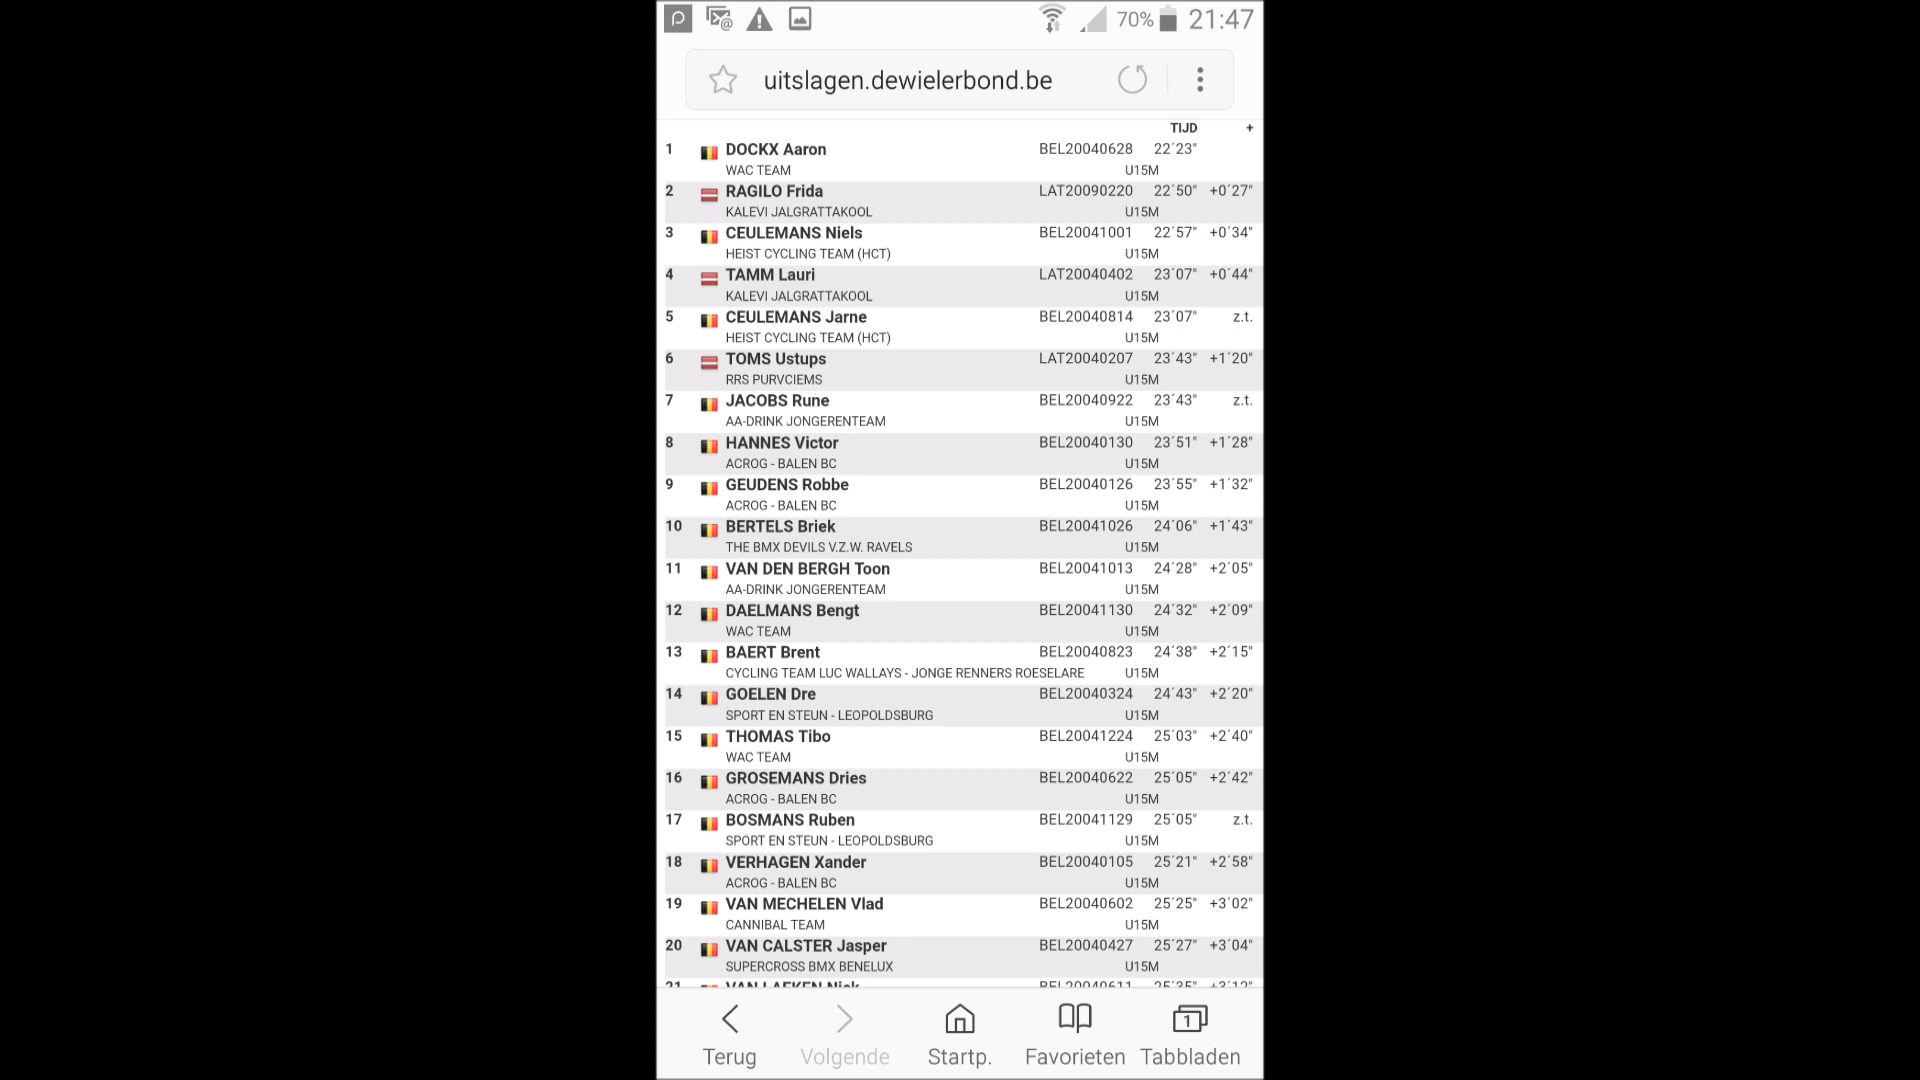 70% 21:47
uitslagen.dewielerbond.be
TIJD +
1 DOCKX Aaron BEL20040628 22´23"
WAC TEAM U15M
2 RAGILO Frida LAT20090220 22´50" +0´27"
KALEVI JALGRATTAKOOL U15M
3 CEULEMANS Niels BEL20041001 22´57" +0´34"
HEIST CYCLING TEAM (HCT) U15M
4 TAMM Lauri LAT20040402 23´07" +0´44"
KALEVI JALGRATTAKOOL U15M
5 CEULEMANS Jarne BEL20040814 23´07" z.t.
HEIST CYCLING TEAM (HCT) U15M
6 TOMS Ustups LAT20040207 23´43" +1´20"
RRS PURVCIEMS U15M
7 JACOBS Rune BEL20040922 23´43" z.t.
AA-DRINK JONGERENTEAM U15M
8 HANNES Victor BEL20040130 23´51" +1´28"
ACROG - BALEN BC U15M
9 GEUDENS Robbe BEL20040126 23´55" +1´32"
ACROG - BALEN BC U15M
10 BERTELS Briek BEL20041026 24´06" +1´43"
THE BMX DEVILS V.Z.W. RAVELS U15M
11 VAN DEN BERGH Toon BEL20041013 24´28" +2´05"
AA-DRINK JONGERENTEAM U15M
12 DAELMANS Bengt BEL20041130 24´32" +2´09"
WAC TEAM U15M
13 BAERT Brent BEL20040823 24´38" +2´15"
CYCLING TEAM LUC WALLAYS - JONGE RENNERS ROESELARE U15M
14 GOELEN Dre BEL20040324 24´43" +2´20"
SPORT EN STEUN - LEOPOLDSBURG U15M
15 THOMAS Tibo BEL20041224 25´03" +2´40"
WAC TEAM U15M
16 GROSEMANS Dries BEL20040622 25´05" +2´42"
ACROG - BALEN BC U15M
17 BOSMANS Ruben BEL20041129 25´05" z.t.
SPORT EN STEUN - LEOPOLDSBURG U15M
18 VERHAGEN Xander BEL20040105 25´21" +2´58"
ACROG - BALEN BC U15M
19 VAN MECHELEN Vlad BEL20040602 25´25" +3´02"
CANNIBAL TEAM U15M
20 VAN CALSTER Jasper BEL20040427 25´27" +3´04"
SUPERCROSS BMX BENELUX U15M
21 VAN LAEKEN BEL20040611 25´35" +3´12"
1
Terug Volgende Startp. Favorieten Tabbladen